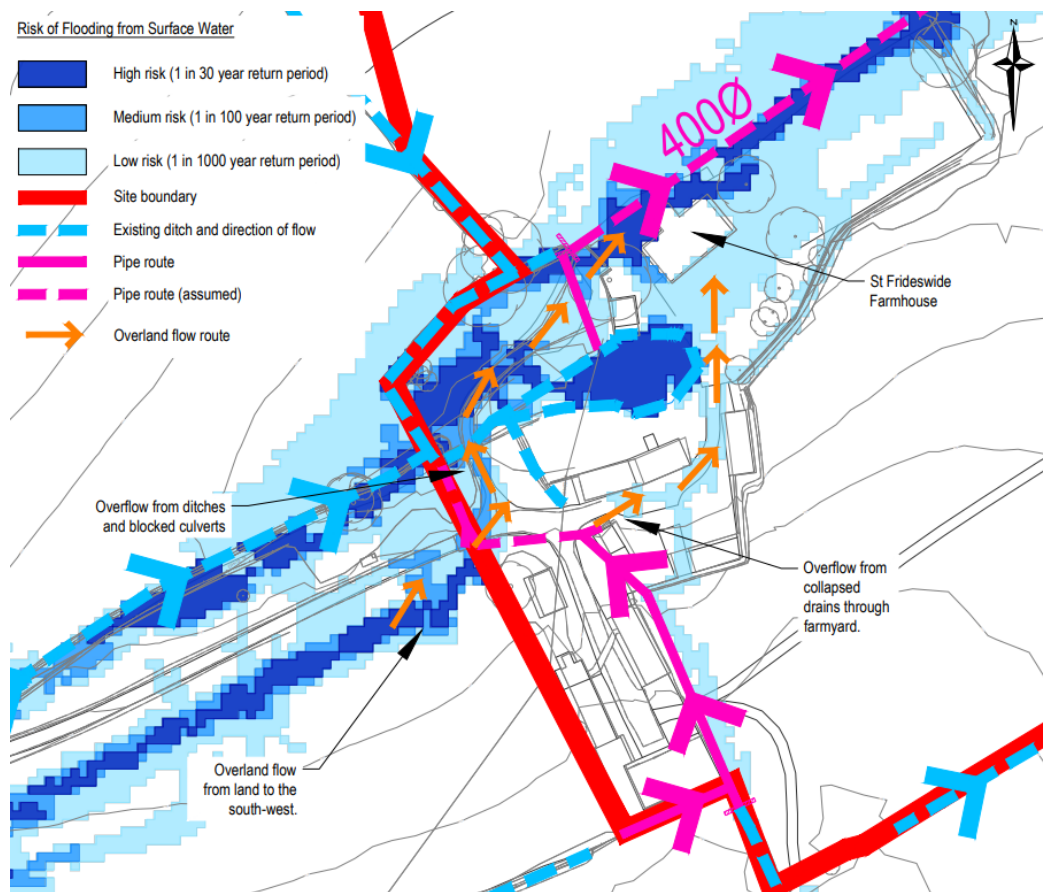 Risk of Flooding from Surface Water
High risk (1 in 30 year return period)
Medium risk (1 in 100 year return period)
Low risk (1 in 1000 year return period)
Site boundary
Existing ditch and direction of flow
Pipe route
Pipe route (assumed)
Overland flow route
N
400Ø
St Frideswide
Farmhouse
Overflow from ditches
and blocked culverts
Overflow from
collapsed
drains through
farmyard.
Overland flow
from land to the
south-west.